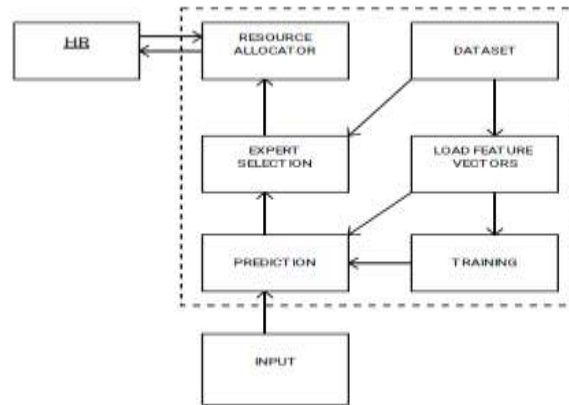 HR
RESOURCE
ALLOCATOR
DATASET
EXPERT
SELECTION
LOAD FEATURE
VECTORS
PREDICTION
TRAINING
INPUT